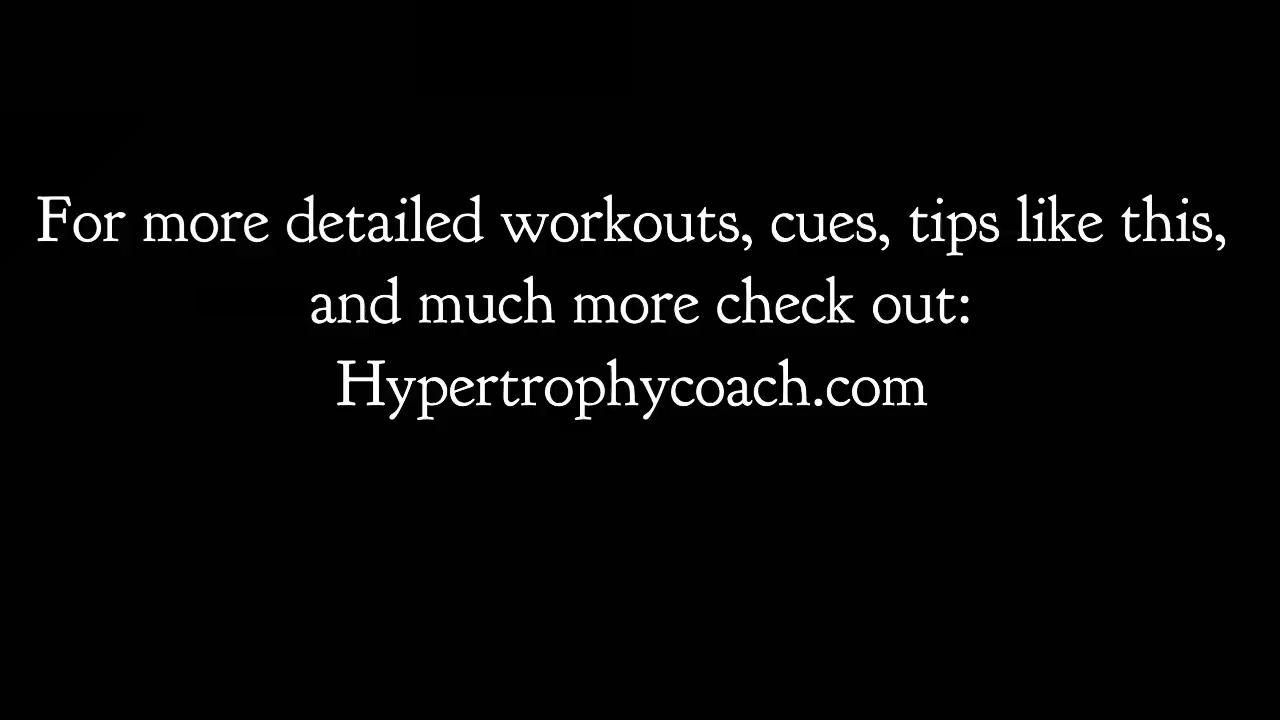 For more detailed workouts, cues, tips like this,
and much more check out:
Hypertrophycoach.com